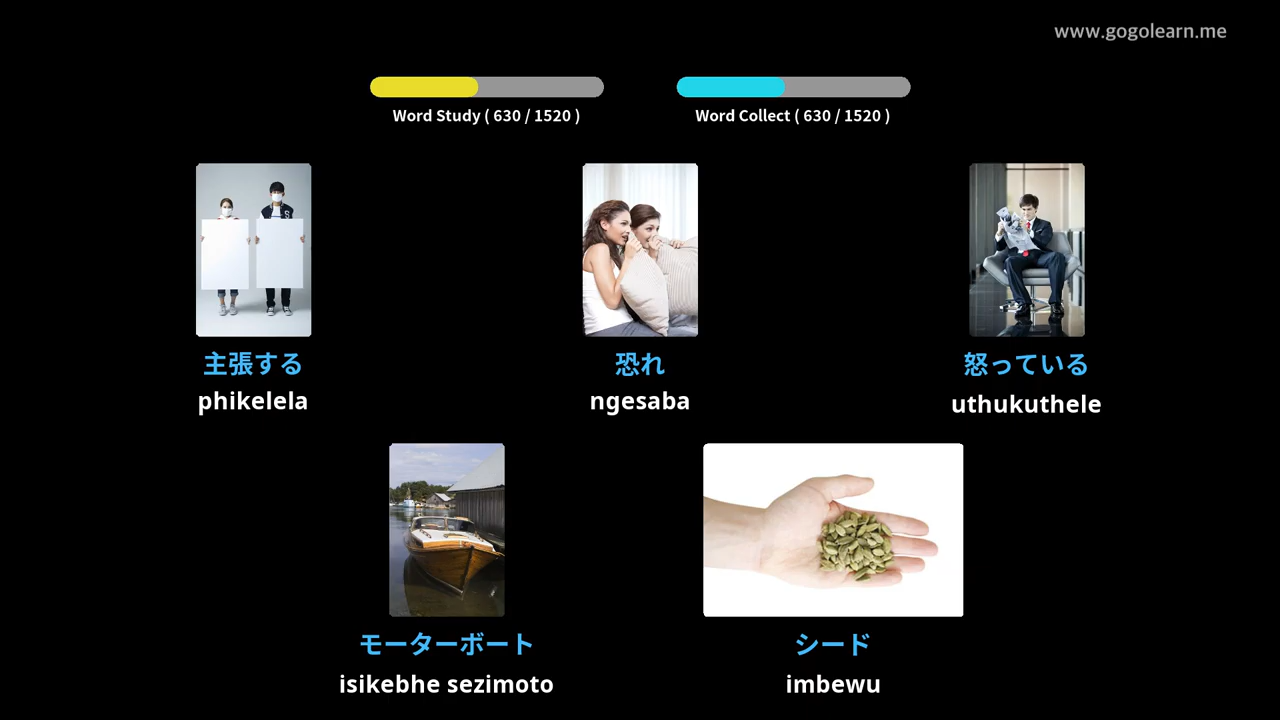 www.gogolearn.me
Word Study ( 630 / 1520 )
Word Collect ( 630 / 1520 )
主張する
phikelela
恐れ
ngesaba
怒っている
uthukuthele
モーターボート
isikebhe sezimoto
シード
imbewu